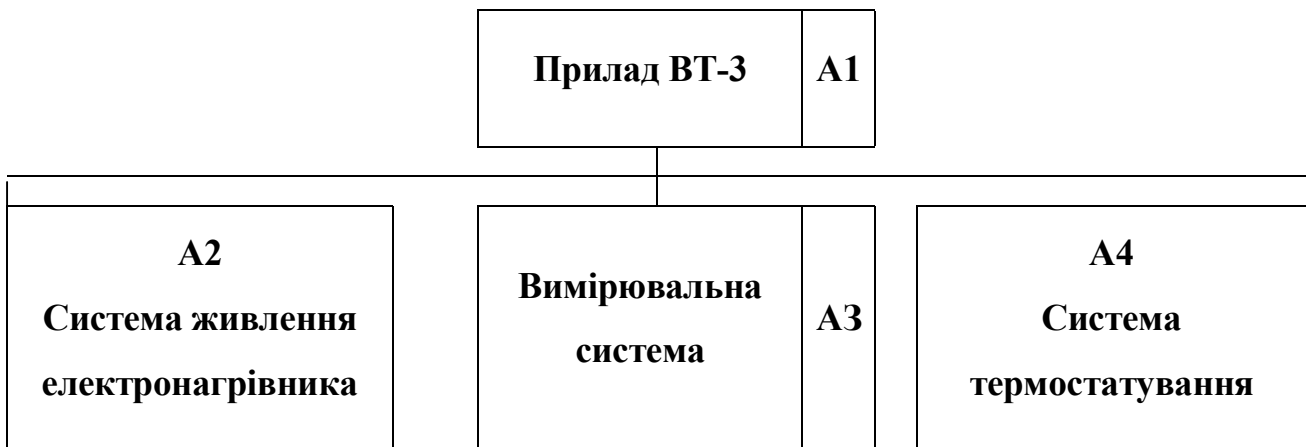 Прилад ВТ-3 А1
А2
Система живлення
електронагрівника
Вимірювальна
система
А3
А4
Система
термостатування